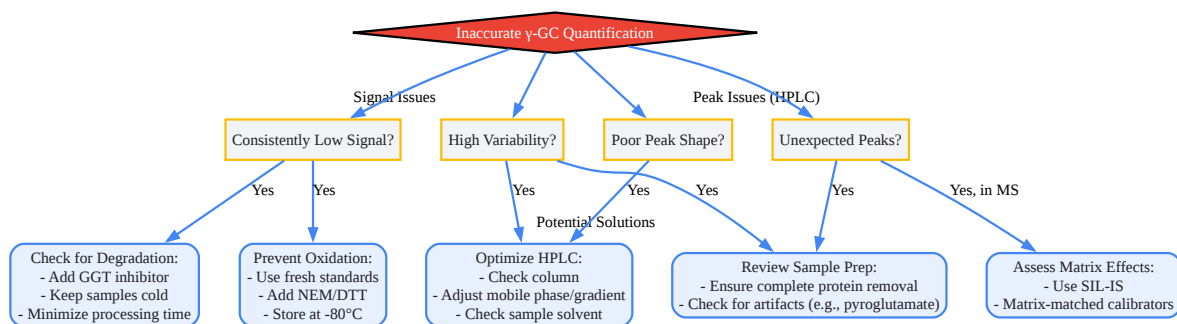 Inaccurate γ-GC Quantification
Signal Issues
Peak Issues (HPLC)
Consistently Low Signal?
High Variability?
Poor Peak Shape?
Unexpected Peaks?
Yes
Yes
Yes
Yes
Yes
Yes
Yes, in MS
Potential Solutions
Check for Degradation:
- Add GGT inhibitor
- Keep samples cold
- Minimize processing time
Prevent Oxidation:
- Use fresh standards
- Add NEM/DTT
- Store at -80°C
Optimize HPLC:
- Check column
- Adjust mobile phase/gradient
- Check sample solvent
Review Sample Prep:
- Ensure complete protein removal
- Check for artifacts (e.g., pyroglutamate)
Assess Matrix Effects:
- Use SIL-IS
- Matrix-matched calibrators